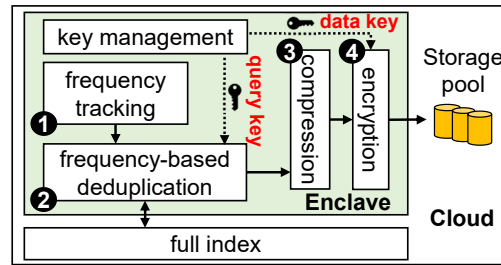 key management
data key
frequency
tracking
1
query key
frequency-based
deduplication
2
3
compression
4
encryption
Enclave
Storage
pool
Cloud
full index